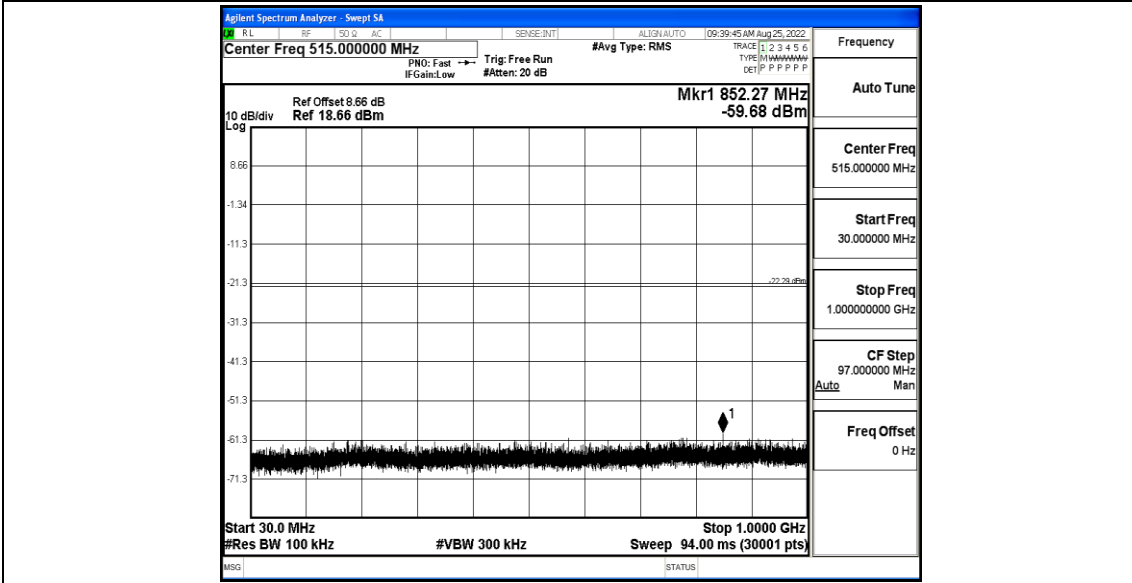 Agilent Spectrum Analyzer - Swept SA
RL RF 50 Ω AC SENSE:INT ALIGN AUTO 09:39:45 AM Aug 25, 2022
Center Freq 515.000000 MHz
PNO: Fast
IFGain:Low
Trig: Free Run
#Atten: 20 dB
#Avg Type: RMS
TRACE 1 2 3 4 5 6
TYPE M WWWWW
DET P P P P P P
Ref Offset 8.66 dB
Ref 18.66 dBm
10 dB/div
Log
Mkr1 852.27 MHz
-59.68 dBm
8.66
-1.34
-11.3
-21.3
-22.29 dBm
-31.3
-41.3
-51.3
1
-61.3
-71.3
Start 30.0 MHz
Stop 1.0000 GHz
#Res BW 100 kHz
#VBW 300 kHz
Sweep 94.00 ms (30001 pts)
MSG
STATUS
Frequency
Auto Tune
Center Freq
515.000000 MHz
Start Freq
30.000000 MHz
Stop Freq
1.000000000 GHz
CF Step
97.000000 MHz
Auto Man
Freq Offset
0 Hz